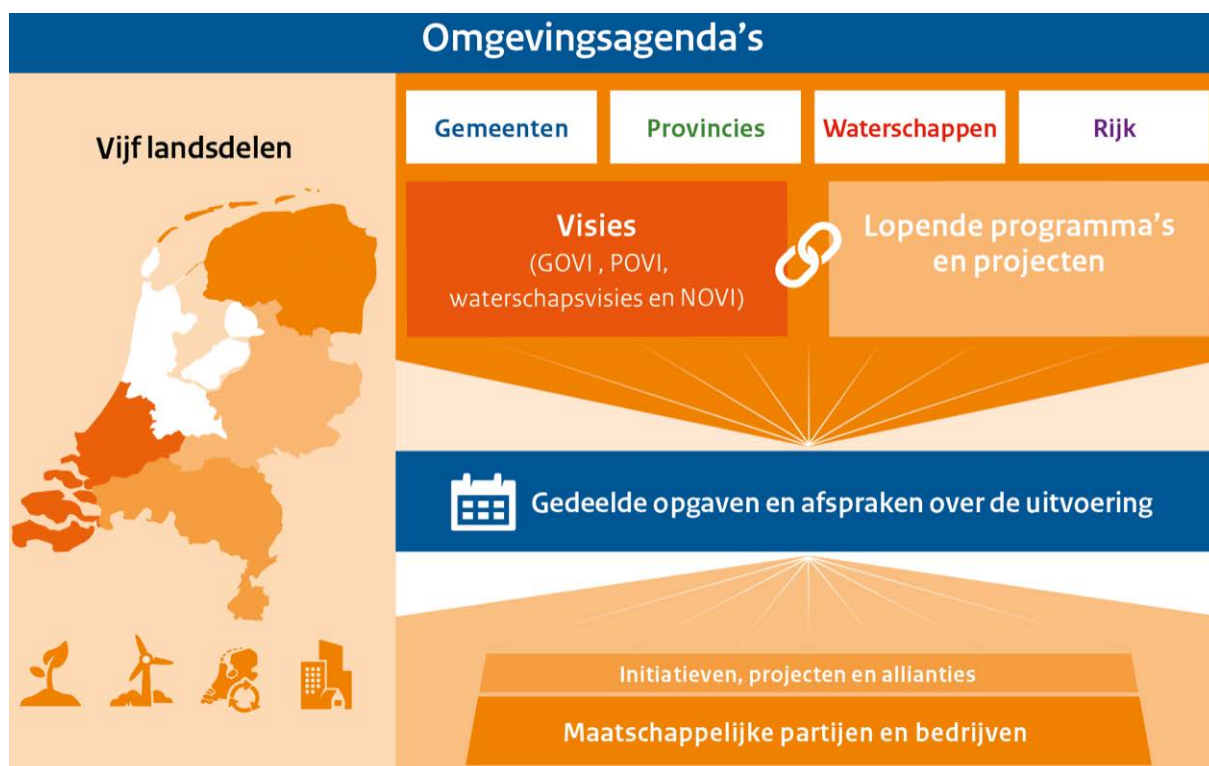 Omgevingsagenda's
Vijf landsdelen
Gemeenten
Provincies
Waterschappen
Rijk
Visies
(GOVI , POVI,
waterschapsvisies en NOVI)
Lopende programma's
en projecten
Gedeelde opgaven en afspraken over de uitvoering
Initiatieven, projecten en allianties
Maatschappelijke partijen en bedrijven